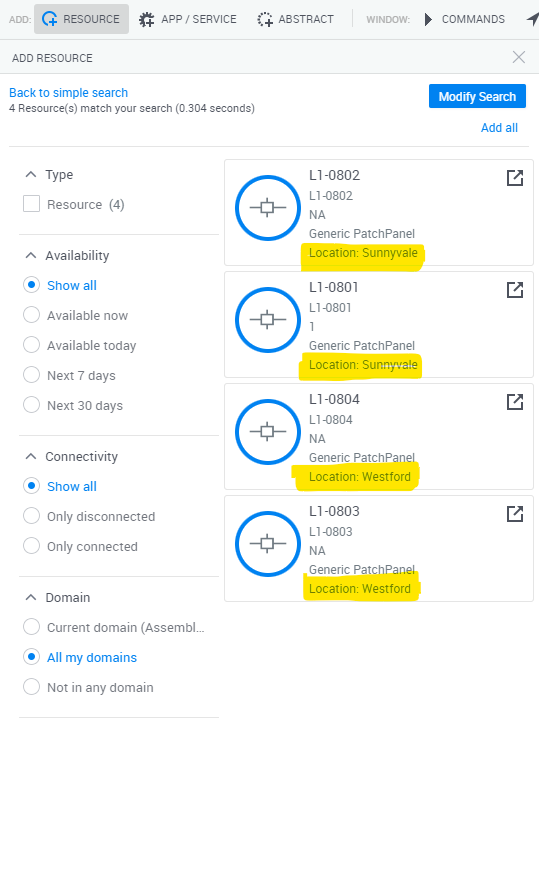 ADD: RESOURCE APP / SERVICE ABSTRACT WINDOW: COMMANDS
ADD RESOURCE
Back to simple search
4 Resource(s) match your search (0.304 seconds)
Modify Search
Add all
Type
Resource (4)
Availability
Show all
Available now
Available today
Next 7 days
Next 30 days
Connectivity
Show all
Only disconnected
Only connected
Domain
Current domain (Assembl...
All my domains
Not in any domain
L1-0802
L1-0802
NA
Generic PatchPanel
Location: Sunnyvale
L1-0801
L1-0801
1
Generic PatchPanel
Location: Sunnyvale
L1-0804
L1-0804
NA
Generic PatchPanel
Location: Westford
L1-0803
L1-0803
NA
Generic PatchPanel
Location: Westford